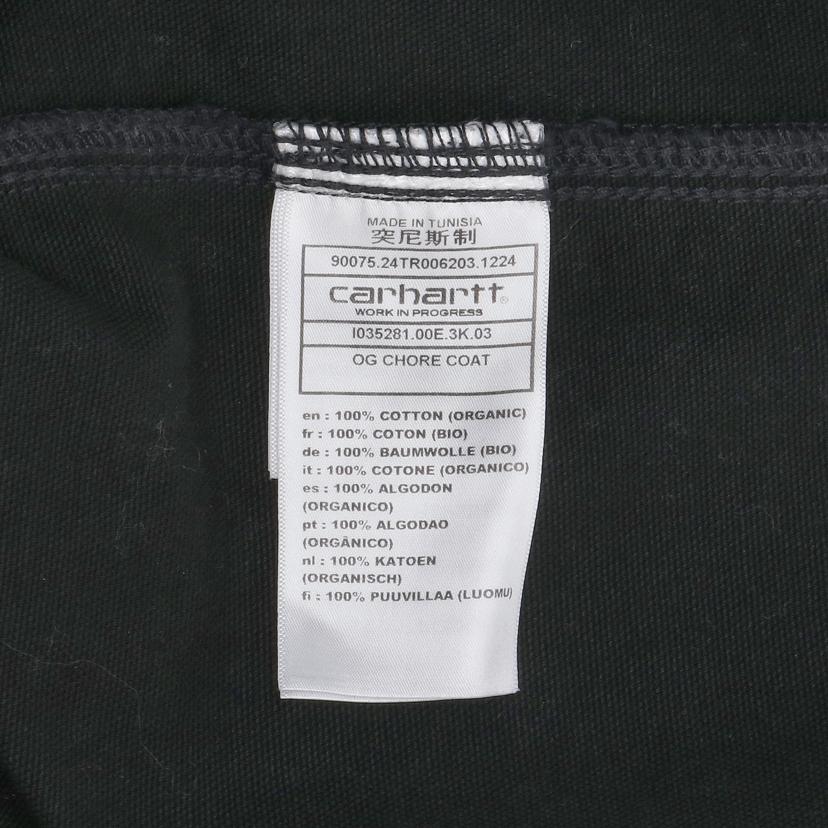 MADE IN TUNISIA
突尼斯制
90075.24TR006203.1224
carhartt®
WORK IN PROGRESS
I035281.00E.3K.03
OG CHORE COAT
en : 100% COTTON (ORGANIC)
fr : 100% COTON (BIO)
de : 100% BAUMWOLLE (BIO)
it : 100% COTONE (ORGANICO)
es : 100% ALGODON
(ORGANICO)
pt : 100% ALGODAO
(ORGÂNICO)
nl : 100% KATOEN
(ORGANISCH)
fi : 100% PUUVILLAA (LUOMU)